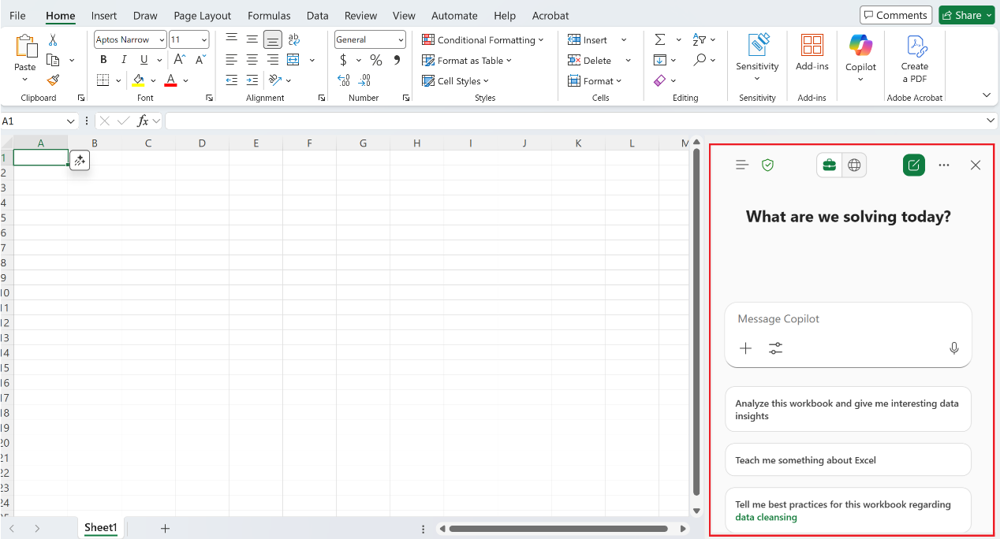 File Home Insert Draw Page Layout Formulas Data Review View Automate Help Acrobat Comments Share
Paste
Clipboard
Aptos Narrow 11
B I U A A
A
Font
ab
Alignment
General
$ % 9
.00
.00
Number
Conditional Formatting
Format as Table
Cell Styles
Styles
Insert
Delete
Format
Cells
Σ
Editing
Sensitivity
Sensitivity
Add-ins
Add-ins
Copilot
Create
a PDF
Adobe Acrobat
A1 fx
A B C D E F G H I J K L M
1
2
3
4
5
6
7
8
9
10
11
12
13
14
15
16
17
18
19
20
21
22
23
24
Sheet1
What are we solving today?
Message Copilot
Analyze this workbook and give me interesting data
insights
Teach me something about Excel
Tell me best practices for this workbook regarding
data cleansing